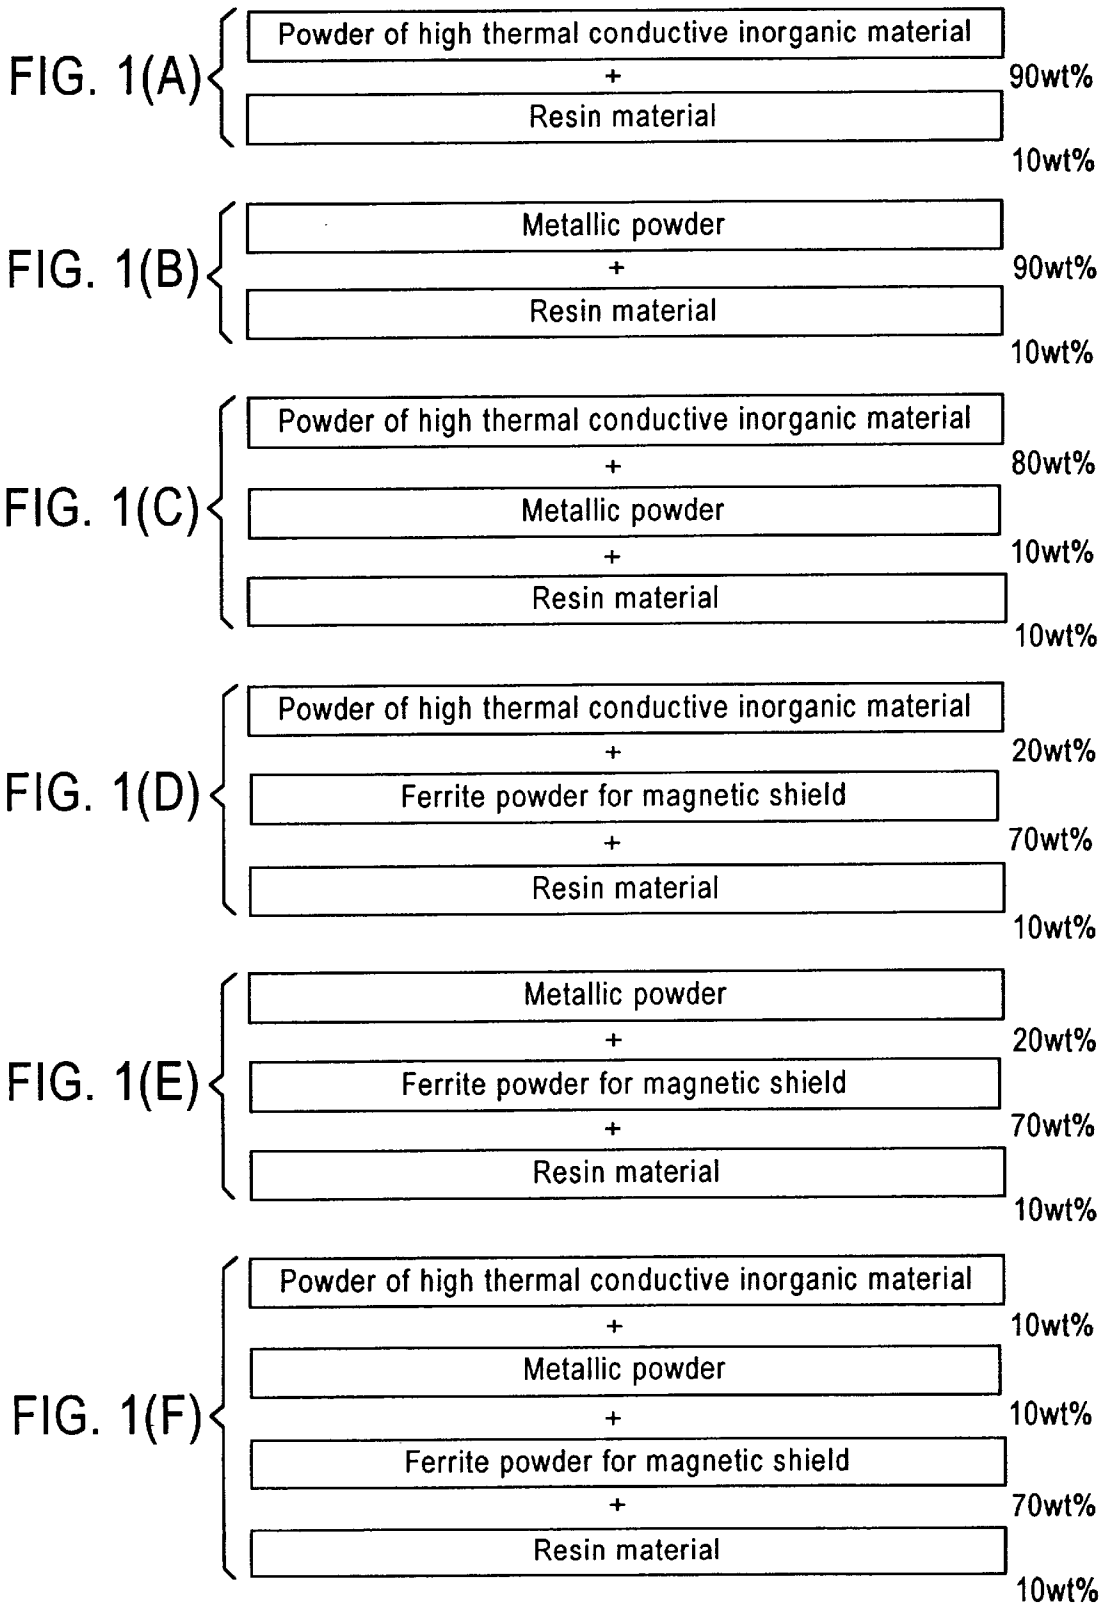 FIG. 1(A)
Powder of high thermal conductive inorganic material
+
90wt%
Resin material
10wt%
FIG. 1(B)
Metallic powder
+
90wt%
Resin material
10wt%
FIG. 1(C)
Powder of high thermal conductive inorganic material
+
80wt%
Metallic powder
+
10wt%
Resin material
10wt%
FIG. 1(D)
Powder of high thermal conductive inorganic material
+
20wt%
Ferrite powder for magnetic shield
+
70wt%
Resin material
10wt%
FIG. 1(E)
Metallic powder
+
20wt%
Ferrite powder for magnetic shield
+
70wt%
Resin material
10wt%
FIG. 1(F)
Powder of high thermal conductive inorganic material
+
10wt%
Metallic powder
+
10wt%
Ferrite powder for magnetic shield
+
70wt%
Resin material
10wt%